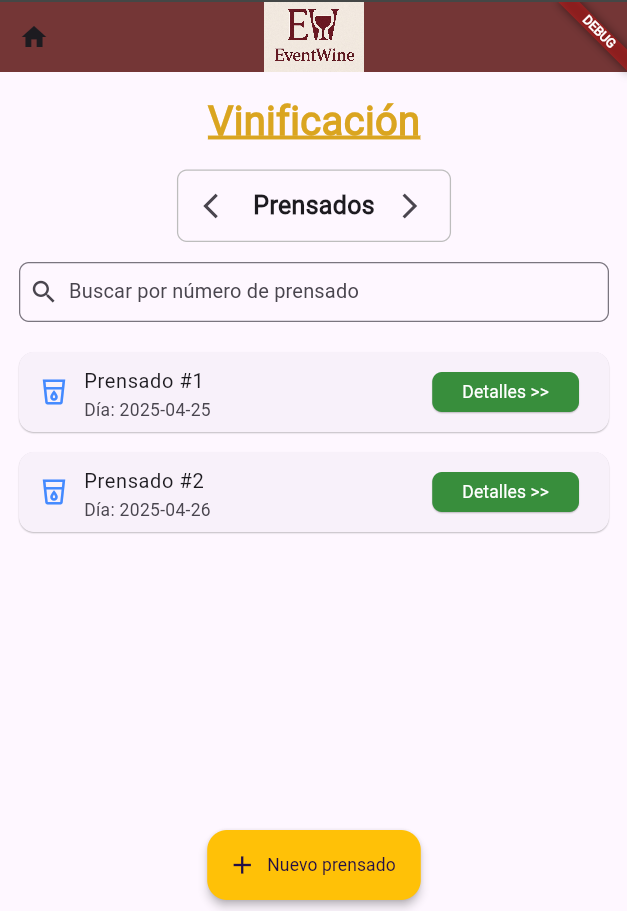 EW
EventWine
DEBUG
Vinificación
Prensados
Buscar por número de prensado
Prensado #1
Día: 2025-04-25
Detalles >>
Prensado #2
Día: 2025-04-26
Detalles >>
Nuevo prensado